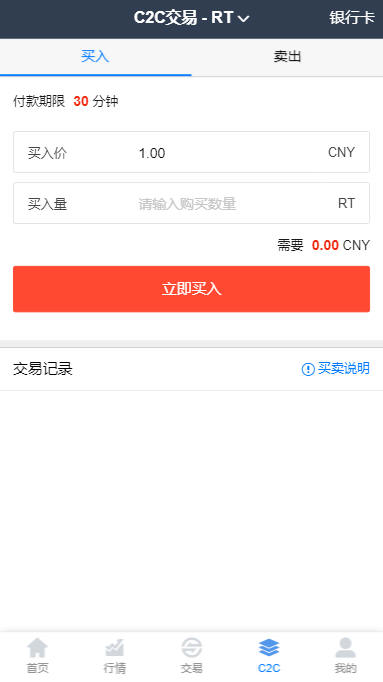 C2C交易 - RT 银行卡
买入 卖出
付款期限 30 分钟
买入价 1.00 CNY
买入量 请输入购买数量 RT
需要 0.00 CNY
立即买入
交易记录 买卖说明
首页 行情 交易 C2C 我的